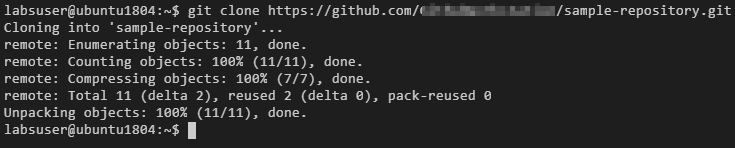 labsuser@ubuntu1804:~$ git clone https://github.com/ /sample-repository.git
Cloning into 'sample-repository'...
remote: Enumerating objects: 11, done.
remote: Counting objects: 100% (11/11), done.
remote: Compressing objects: 100% (7/7), done.
remote: Total 11 (delta 2), reused 2 (delta 0), pack-reused 0
Unpacking objects: 100% (11/11), done.
labsuser@ubuntu1804:~$